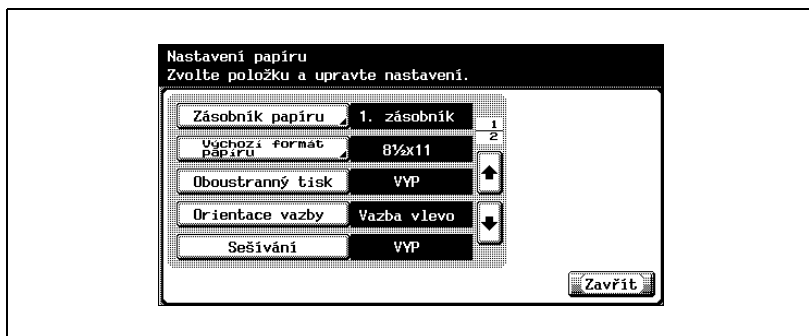 Nastavení papíru
Zvolte položku a upravte nastavení.
Zásobník papíru 1. zásobník
Výchozí formát papíru 8½x11
Oboustranný tisk VYP
Orientace vazby Vazba vlevo
Sešívání VYP
1
2
Zavřít